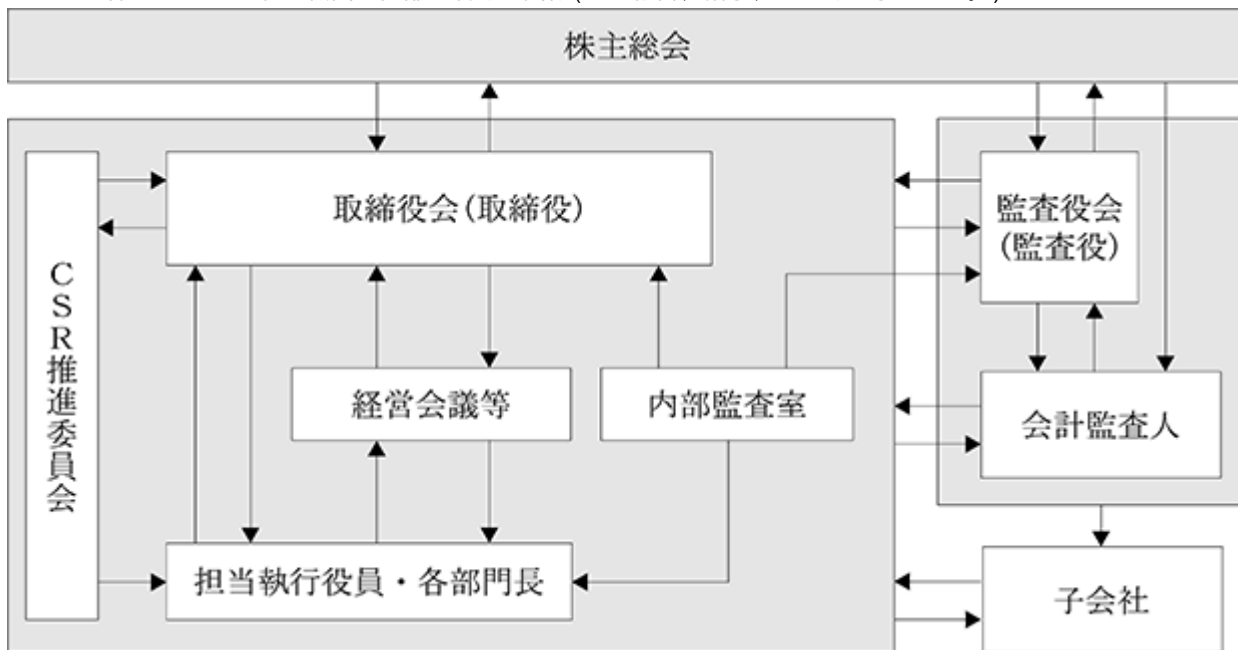 株主総会
取締役会(取締役)
監査役会
(監査役)
CSR推進委員会
経営会議等
内部監査室
会計監査人
担当執行役員・各部門長
子会社